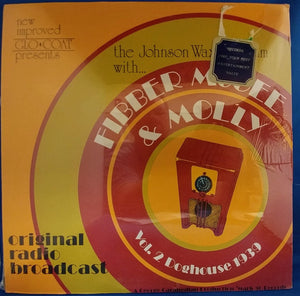 new
improved
GLO•COAT
presents
the Johnson Wax
with...
FIBBER McGEE
& MOLLY
Vol. 2 Doghouse 1939
original
radio
broadcast